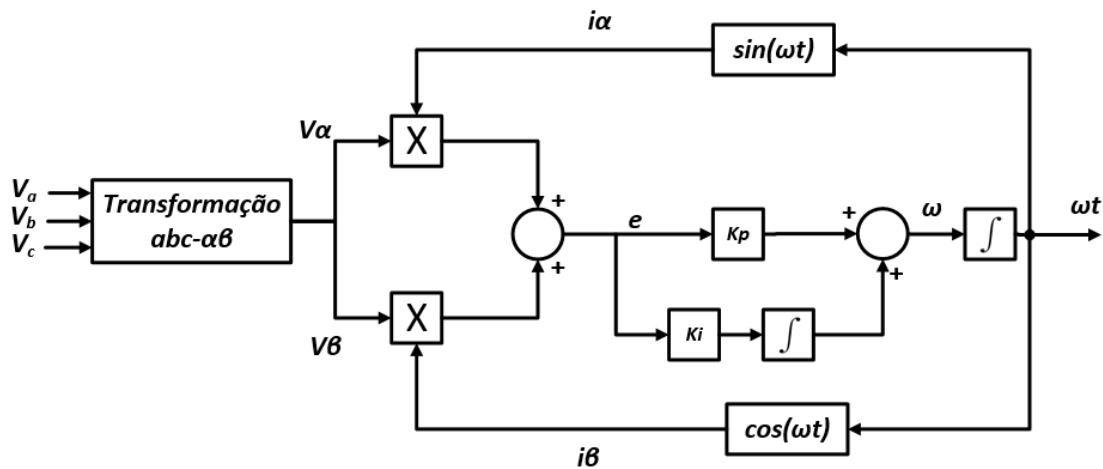 iα
sin(ωt)
Vα
X
Va
Vb
Vc
Transformação
abc-αβ
+
+
e
Kp
+
+
ω
∫
ωt
X
Vβ
Ki
∫
cos(ωt)
iβ